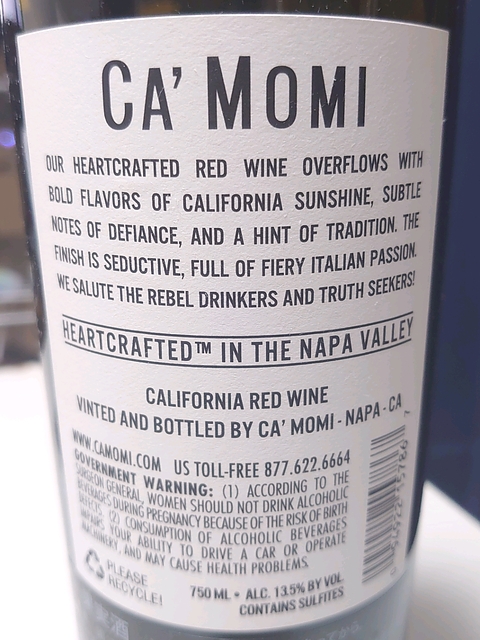 CA' MOMI
OUR HEARTCRAFTED RED WINE OVERFLOWS WITH
BOLD FLAVORS OF CALIFORNIA SUNSHINE, SUBTLE
NOTES OF DEFIANCE, AND A HINT OF TRADITION. THE
FINISH IS SEDUCTIVE, FULL OF FIERY ITALIAN PASSION.
WE SALUTE THE REBEL DRINKERS AND TRUTH SEEKERS!
HEARTCRAFTED™ IN THE NAPA VALLEY
CALIFORNIA RED WINE
VINTED AND BOTTLED BY CA' MOMI - NAPA - CA
WWW.CAMOMI.COM US TOLL-FREE 877.622.6664
GOVERNMENT WARNING: (1) ACCORDING TO THE
SURGEON GENERAL, WOMEN SHOULD NOT DRINK ALCOHOLIC
BEVERAGES DURING PREGNANCY BECAUSE OF THE RISK OF BIRTH
DEFECTS. (2) CONSUMPTION OF ALCOHOLIC BEVERAGES
IMPAIRS YOUR ABILITY TO DRIVE A CAR OR OPERATE
MACHINERY, AND MAY CAUSE HEALTH PROBLEMS.
PLEASE
RECYCLE!
750 ML • ALC. 13.5% BY VOL.
CONTAINS SULFITES